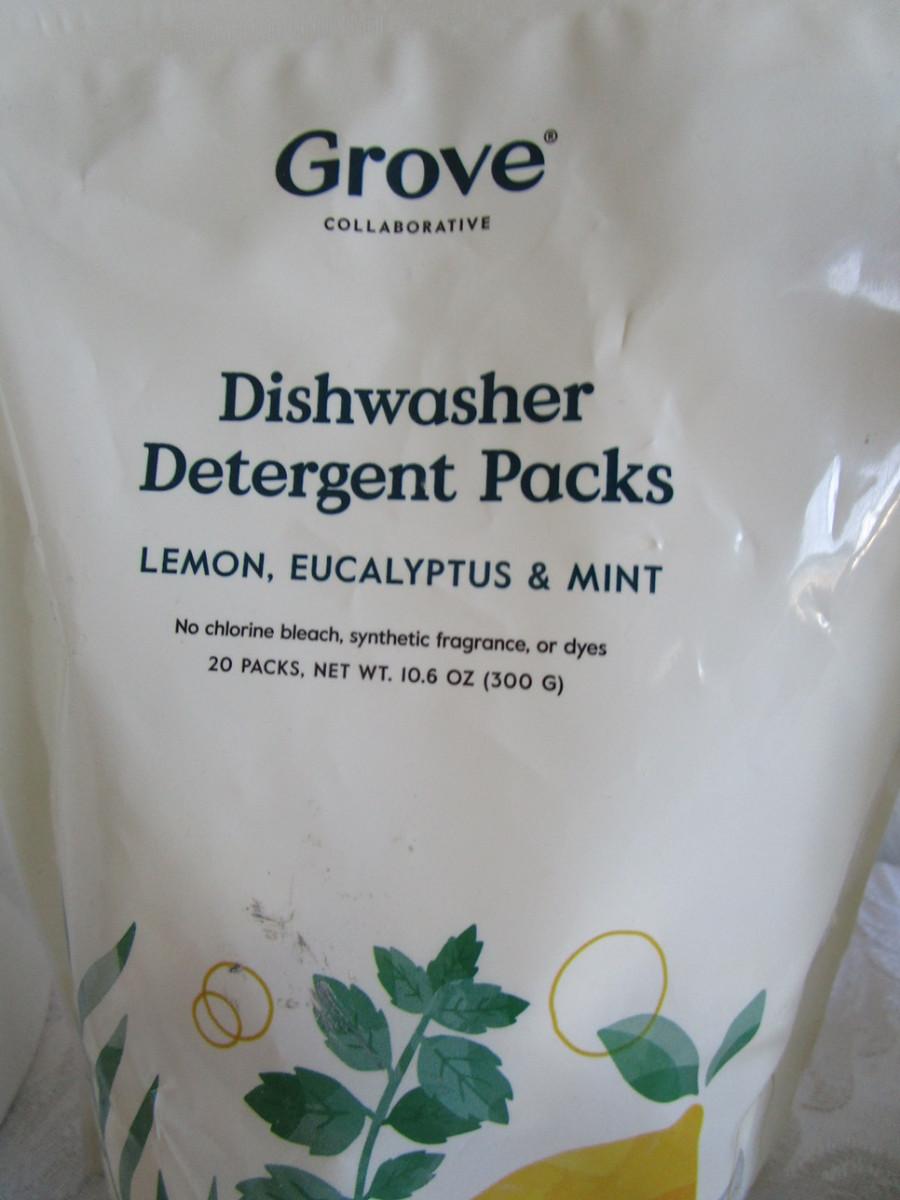 Grove®
COLLABORATIVE
Dishwasher
Detergent Packs
LEMON, EUCALYPTUS & MINT
No chlorine bleach, synthetic fragrance, or dyes
20 PACKS, NET WT. 10.6 OZ (300 G)